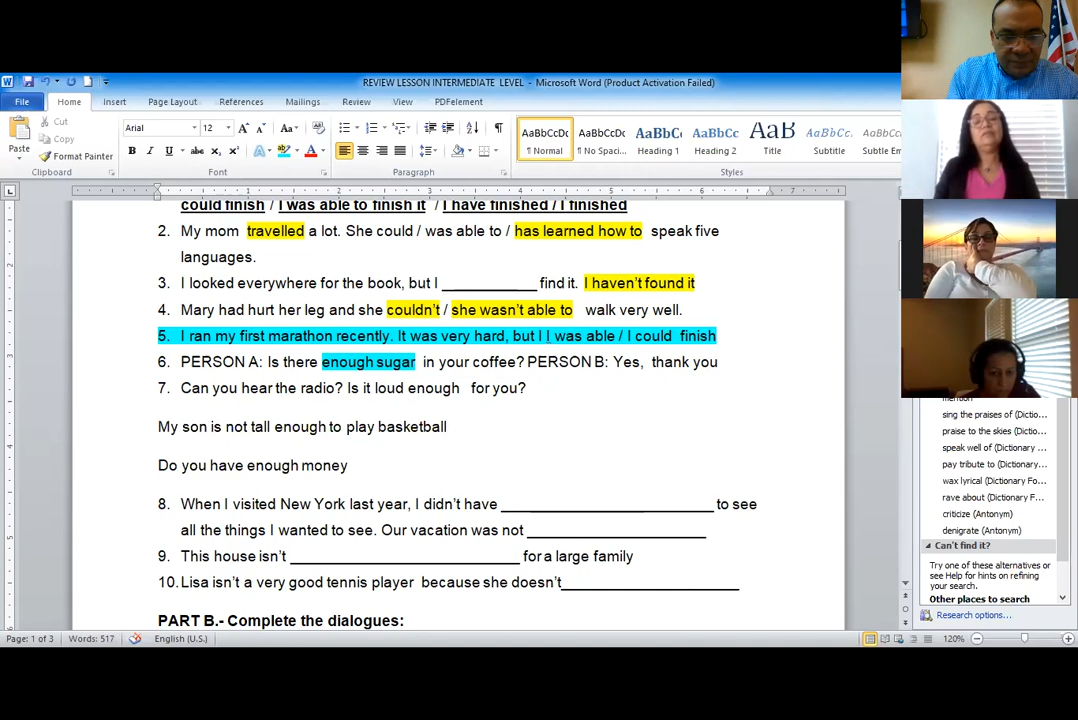 REVIEW LESSON INTERMEDIATE LEVEL - Microsoft Word (Product Activation Failed)
File Home Insert Page Layout References Mailings Review View PDFelement
Cut
Copy
Format Painter
Paste
Arial 12
AaBbCcDc AaBbCcDc AaBbC AaBbCc AaB AaBbCc. AaBbCcDc
¶ Normal ¶ No Spaci... Heading 1 Heading 2 Title Subtitle Subtle Em
Clipboard Font Paragraph Styles
could finish / I was able to finish it / I have finished / I finished
2. My mom travelled a lot. She could / was able to / has learned how to speak five
languages.
3. I looked everywhere for the book, but I ____________ find it. I haven't found it
4. Mary had hurt her leg and she couldn't / she wasn't able to walk very well.
5. I ran my first marathon recently. It was very hard, but I I was able / I could finish
6. PERSON A: Is there enough sugar in your coffee? PERSON B: Yes, thank you
7. Can you hear the radio? Is it loud enough for you?
My son is not tall enough to play basketball
Do you have enough money
8. When I visited New York last year, I didn't have ____________________________ to see
all the things I wanted to see. Our vacation was not _______________________
9. This house isn't _____________________________ for a large family
10. Lisa isn't a very good tennis player because she doesn't_______________________
PART B.- Complete the dialogues:
mention
sing the praises of (Dictio...
praise to the skies (Dictio...
speak well of (Dictionary ...
pay tribute to (Dictionary...
wax lyrical (Dictionary Fo...
rave about (Dictionary Fo...
criticize (Antonym)
denigrate (Antonym)
Can't find it?
Try one of these alternatives or
see Help for hints on refining
your search.
Other places to search
Research options...
Page: 1 of 3 Words: 517 English (U.S.) 120%